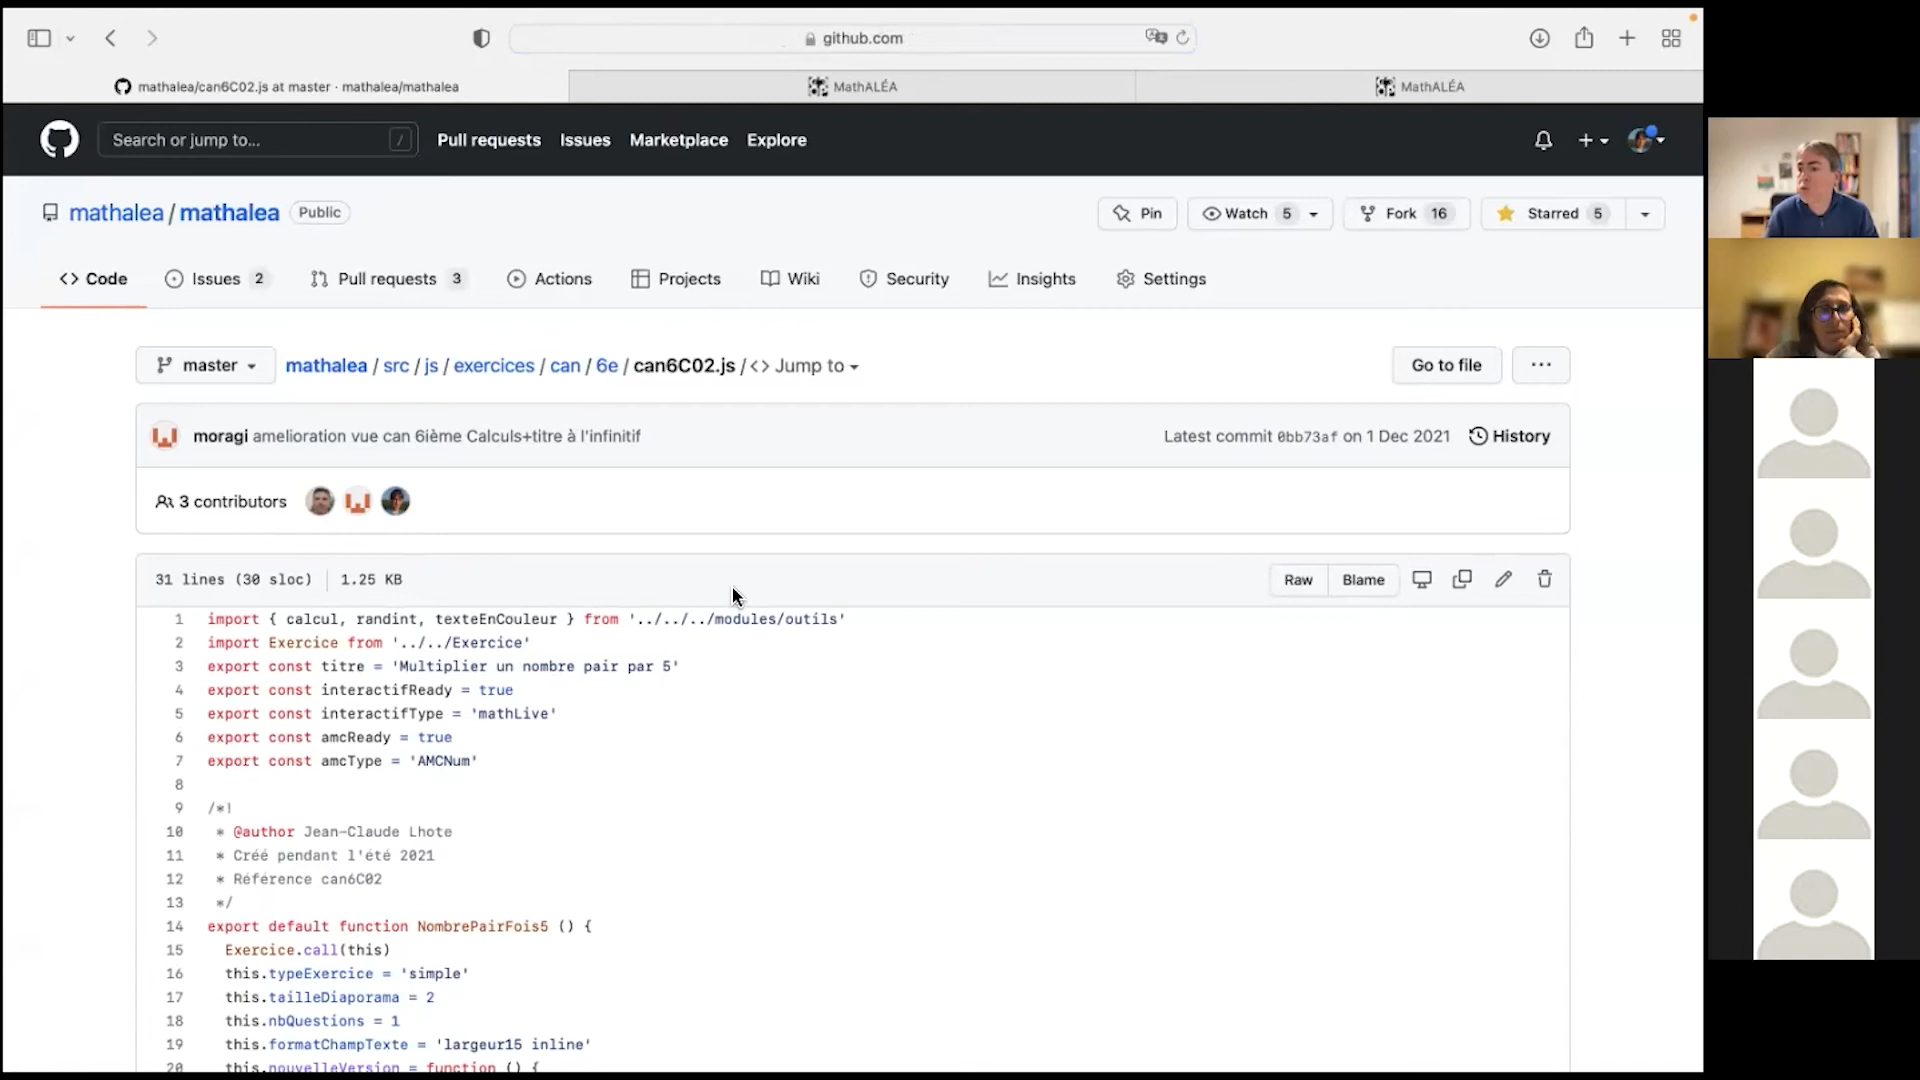 github.com
mathalea/can6C02.js at master · mathalea/mathalea
MathALÉA
MathALÉA
Search or jump to... /
Pull requests Issues Marketplace Explore
mathalea / mathalea Public
Pin
Watch 5
Fork 16
Starred 5
<> Code
Issues 2
Pull requests 3
Actions
Projects
Wiki
Security
Insights
Settings
master
mathalea / src / js / exercices / can / 6e / can6C02.js / <> Jump to
Go to file
...
moragi amelioration vue can 6ième Calculs+titre à l'infinitif
Latest commit 0bb73af on 1 Dec 2021 History
3 contributors
31 lines (30 sloc) | 1.25 KB
Raw Blame
1 import { calcul, randint, texteEnCouleur } from '../../../modules/outils'
2 import Exercice from '../../Exercice'
3 export const titre = 'Multiplier un nombre pair par 5'
4 export const interactifReady = true
5 export const interactifType = 'mathLive'
6 export const amcReady = true
7 export const amcType = 'AMCNum'
8
9 /*!
10 * @author Jean-Claude Lhote
11 * Créé pendant l'été 2021
12 * Référence can6C02
13 */
14 export default function NombrePairFois5 () {
15 Exercice.call(this)
16 this.typeExercice = 'simple'
17 this.tailleDiaporama = 2
18 this.nbQuestions = 1
19 this.formatChampTexte = 'largeur15 inline'
20 this.nouvelleVersion = function () {